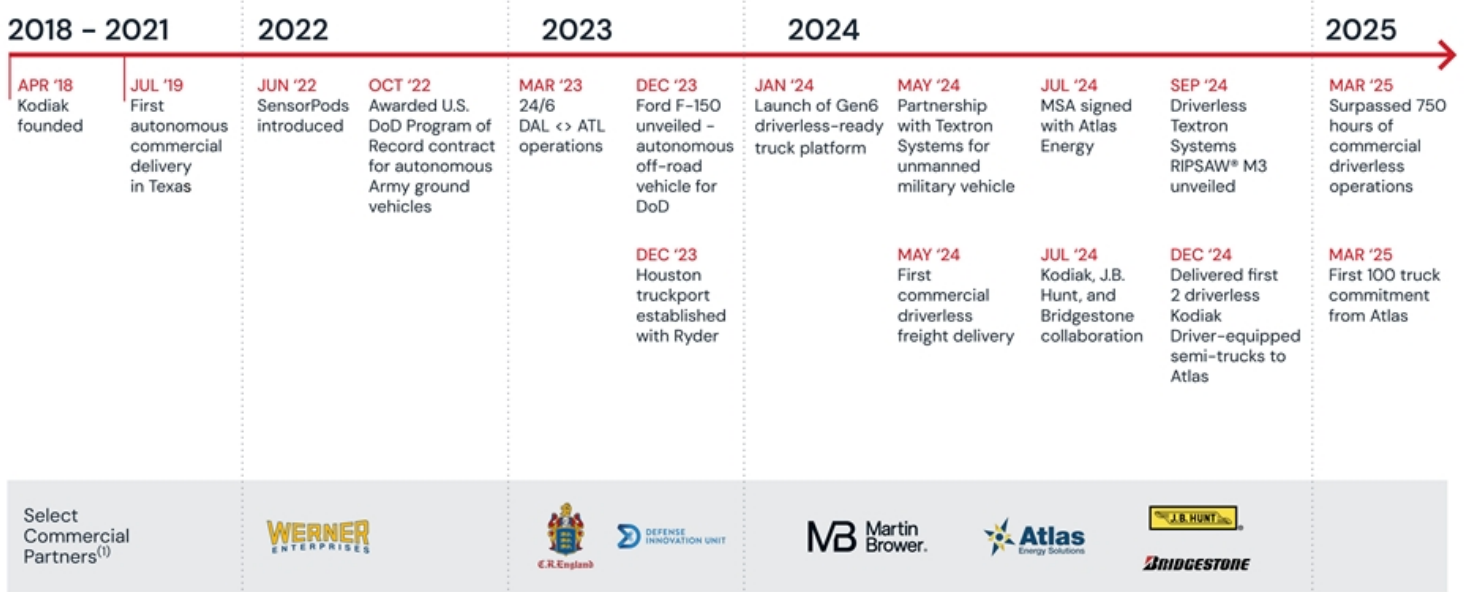 2018 – 2021
2022
2023
2024
2025
APR ‘18
Kodiak
founded
JUL ‘19
First
autonomous
commercial
delivery
in Texas
JUN ‘22
SensorPods
introduced
OCT ‘22
Awarded U.S.
DoD Program of
Record contract
for autonomous
Army ground
vehicles
MAR ‘23
24/6
DAL <> ATL
operations
DEC ‘23
Ford F-150
unveiled -
autonomous
off-road
vehicle for
DoD
DEC ‘23
Houston
truckport
established
with Ryder
JAN ‘24
Launch of Gen6
driverless-ready
truck platform
MAY ‘24
Partnership
with Textron
Systems for
unmanned
military vehicle
MAY ‘24
First
commercial
driverless
freight delivery
JUL ‘24
MSA signed
with Atlas
Energy
JUL ‘24
Kodiak, J.B.
Hunt, and
Bridgestone
collaboration
SEP ‘24
Driverless
Textron
Systems
RIPSAW® M3
unveiled
DEC ‘24
Delivered first
2 driverless
Kodiak
Driver-equipped
semi-trucks to
Atlas
MAR ‘25
Surpassed 750
hours of
commercial
driverless
operations
MAR ‘25
First 100 truck
commitment
from Atlas
Select
Commercial
Partners(1)
WERNER
ENTERPRISES
C.R.England
DEFENSE
INNOVATION UNIT
MB
Martin
Brower.
Atlas
Energy Solutions
J.B. HUNT®
BRIDGESTONE